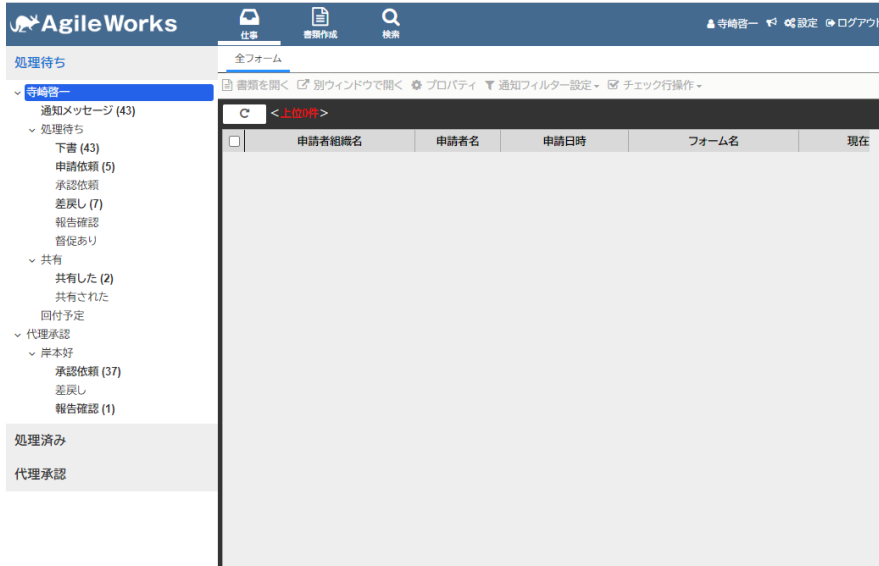 AgileWorks
仕事
書類作成
検索
寺崎啓一 設定 ログアウト
処理待ち
全フォーム
書類を開く 別ウィンドウで開く プロパティ 通知フィルター設定 チェック行操作
寺崎啓一
<上位0件>
通知メッセージ (43)
申請者組織名 申請者名 申請日時 フォーム名 現在
処理待ち
下書 (43)
申請依頼 (5)
承認依頼
差戻し (7)
報告確認
督促あり
共有
共有した (2)
共有された
回付予定
代理承認
岸本好
承認依頼 (37)
差戻し
報告確認 (1)
処理済み
代理承認